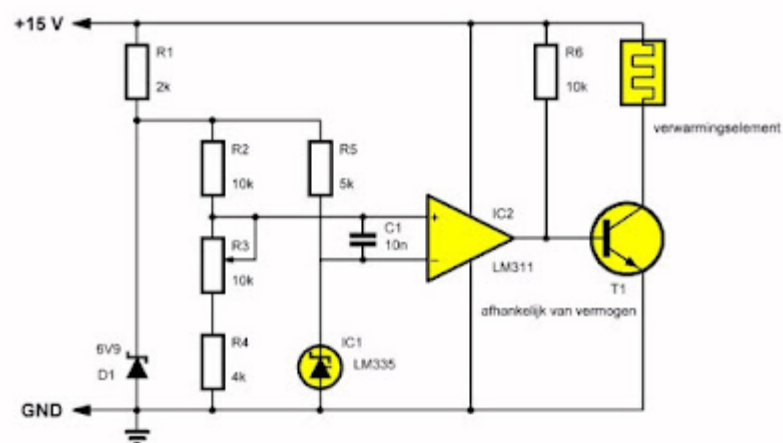 +15 V
R1
2k
R2
10k
R3
10k
R4
4k
R5
5k
C1
10n
+
−
IC2
LM311
R6
10k
verwarmingselement
T1
afhankelijk van vermogen
6V9
D1
IC1
LM335
GND